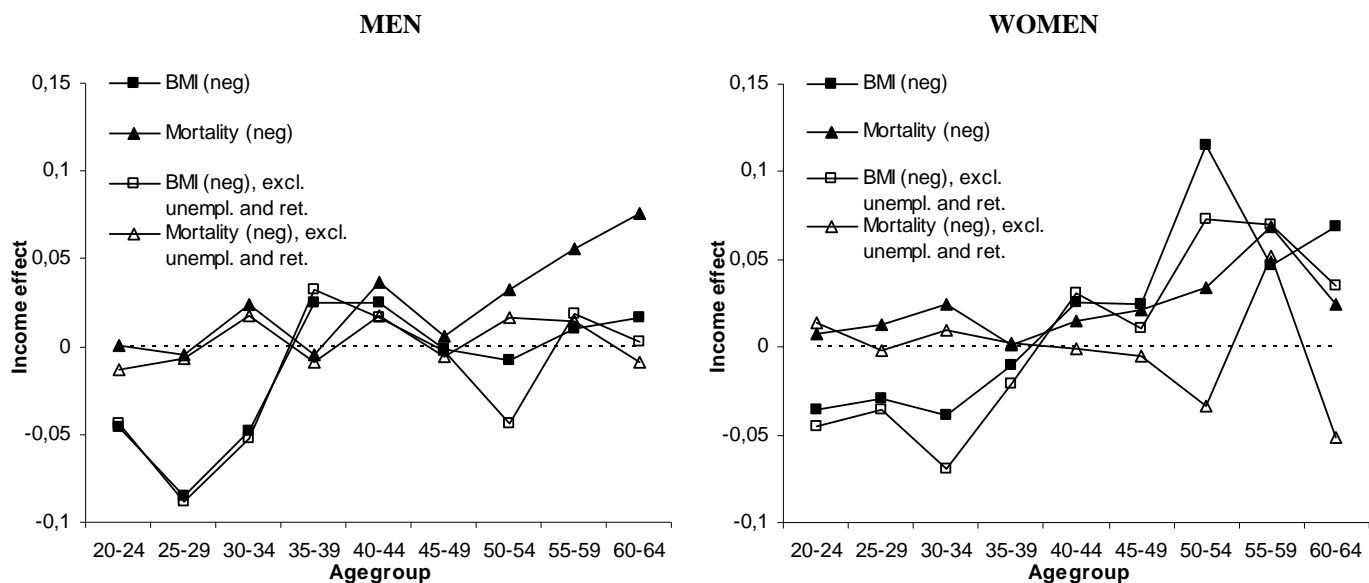 MEN
0,15
0,1
0,05
0
-0,05
-0,1
Income effect
BMI (neg)
Mortality (neg)
BMI (neg), excl.
unempl. and ret.
Mortality (neg), excl.
unempl. and ret.
20-24 25-29 30-34 35-39 40-44 45-49 50-54 55-59 60-64
Agegroup
WOMEN
0,15
0,1
0,05
0
-0,05
-0,1
Income effect
BMI (neg)
Mortality (neg)
BMI (neg), excl.
unempl. and ret.
Mortality (neg), excl.
unempl. and ret.
20-24 25-29 30-34 35-39 40-44 45-49 50-54 55-59 60-64
Agegroup